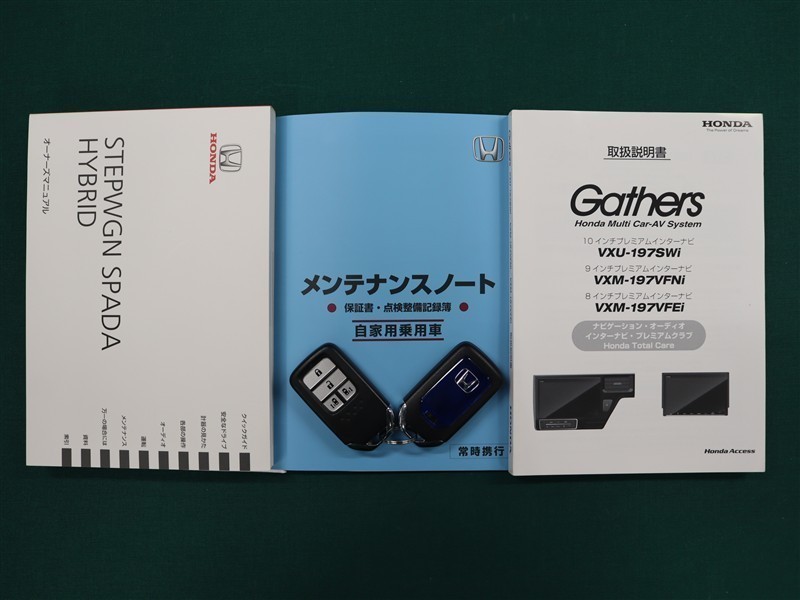 HONDA
STEPWGN SPADA
HYBRID
オーナーズマニュアル
クイックガイド
安全なドライブ
計器の見かた
各部の操作
オーディオ
運転
メンテナンス
万一の場合には
資料
索引
メンテナンスノート
● 保証書・点検整備記録簿 ●
自家用乗用車
常時携行
HONDA
The Power of Dreams
取扱説明書
Gathers
Honda Multi Car-AV System
10 インチプレミアムインターナビ
VXU-197SWi
9 インチプレミアムインターナビ
VXM-197VFNi
8 インチプレミアムインターナビ
VXM-197VFEi
ナビゲーション・オーディオ
インターナビ・プレミアムクラブ
Honda Total Care
Honda Access